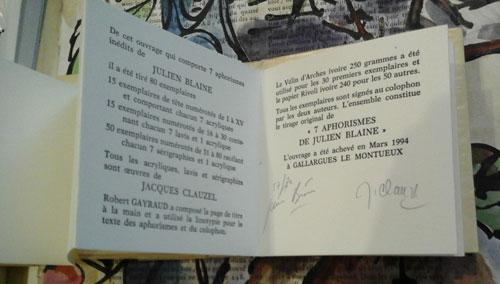 De cet ouvrage qui comporte 7 aphorismes
inédits de
JULIEN BLAINE
il a été tiré 80 exemplaires
15 exemplaires de tête numérotés de I à XV
et comportant chacun 7 acryliques
15 exemplaires numérotés de 16 à 30 conte-
nant chacun 7 lavis et 1 acrylique
50 exemplaires numérotés de 31 à 80 recélant
chacun 7 sérigraphies et 1 acrylique
Tous les acryliques, lavis et sérigraphies
sont œuvres de
JACQUES CLAUZEL
Robert GAYRAUD a composé la page de titre
à la main et a utilisé la linotypie pour le
texte des aphorismes et du colophon.
Le Vélin d'Arches ivoire 250 grammes a été
utilisé pour les 30 premiers exemplaires et
le papier Rivoli ivoire 240 pour les 50 autres.
Tous les exemplaires sont signés au colophon
par les deux auteurs. L'ensemble constitue
le tirage original de
« 7 APHORISMES
DE JULIEN BLAINE »
L'ouvrage a été achevé en Mars 1994
à GALLARGUES LE MONTUEUX
J. Clauzel